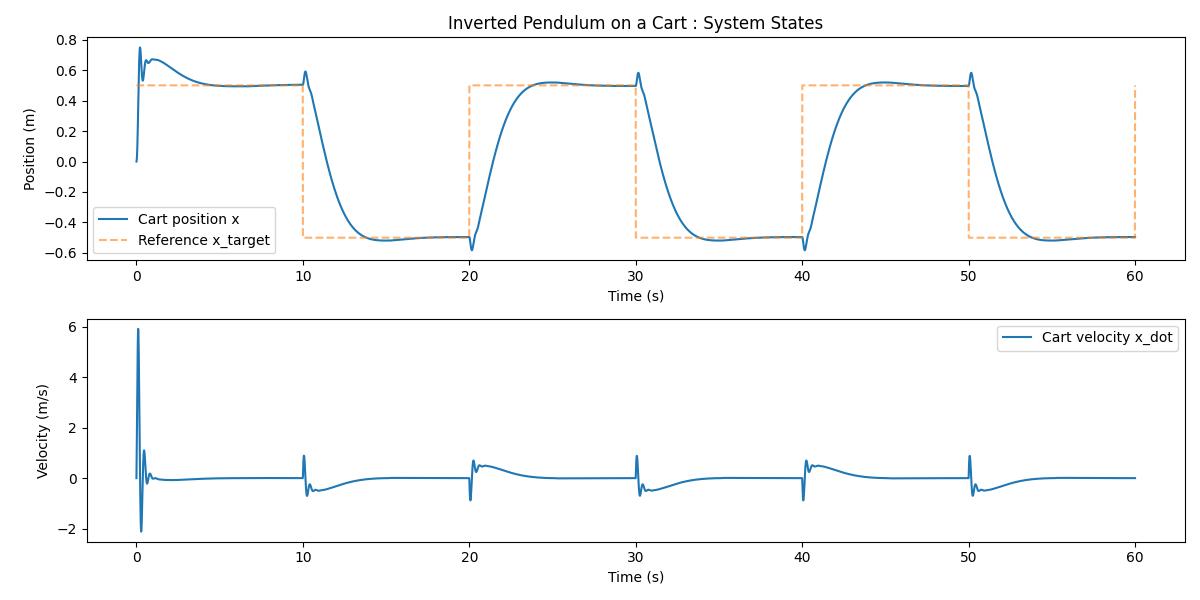 Inverted Pendulum on a Cart : System States
Position (m)
0.8
0.6
0.4
0.2
0.0
−0.2
−0.4
−0.6
Cart position x
Reference x_target
0 10 20 30 40 50 60
Time (s)
Velocity (m/s)
6
4
2
0
−2
Cart velocity x_dot
0 10 20 30 40 50 60
Time (s)